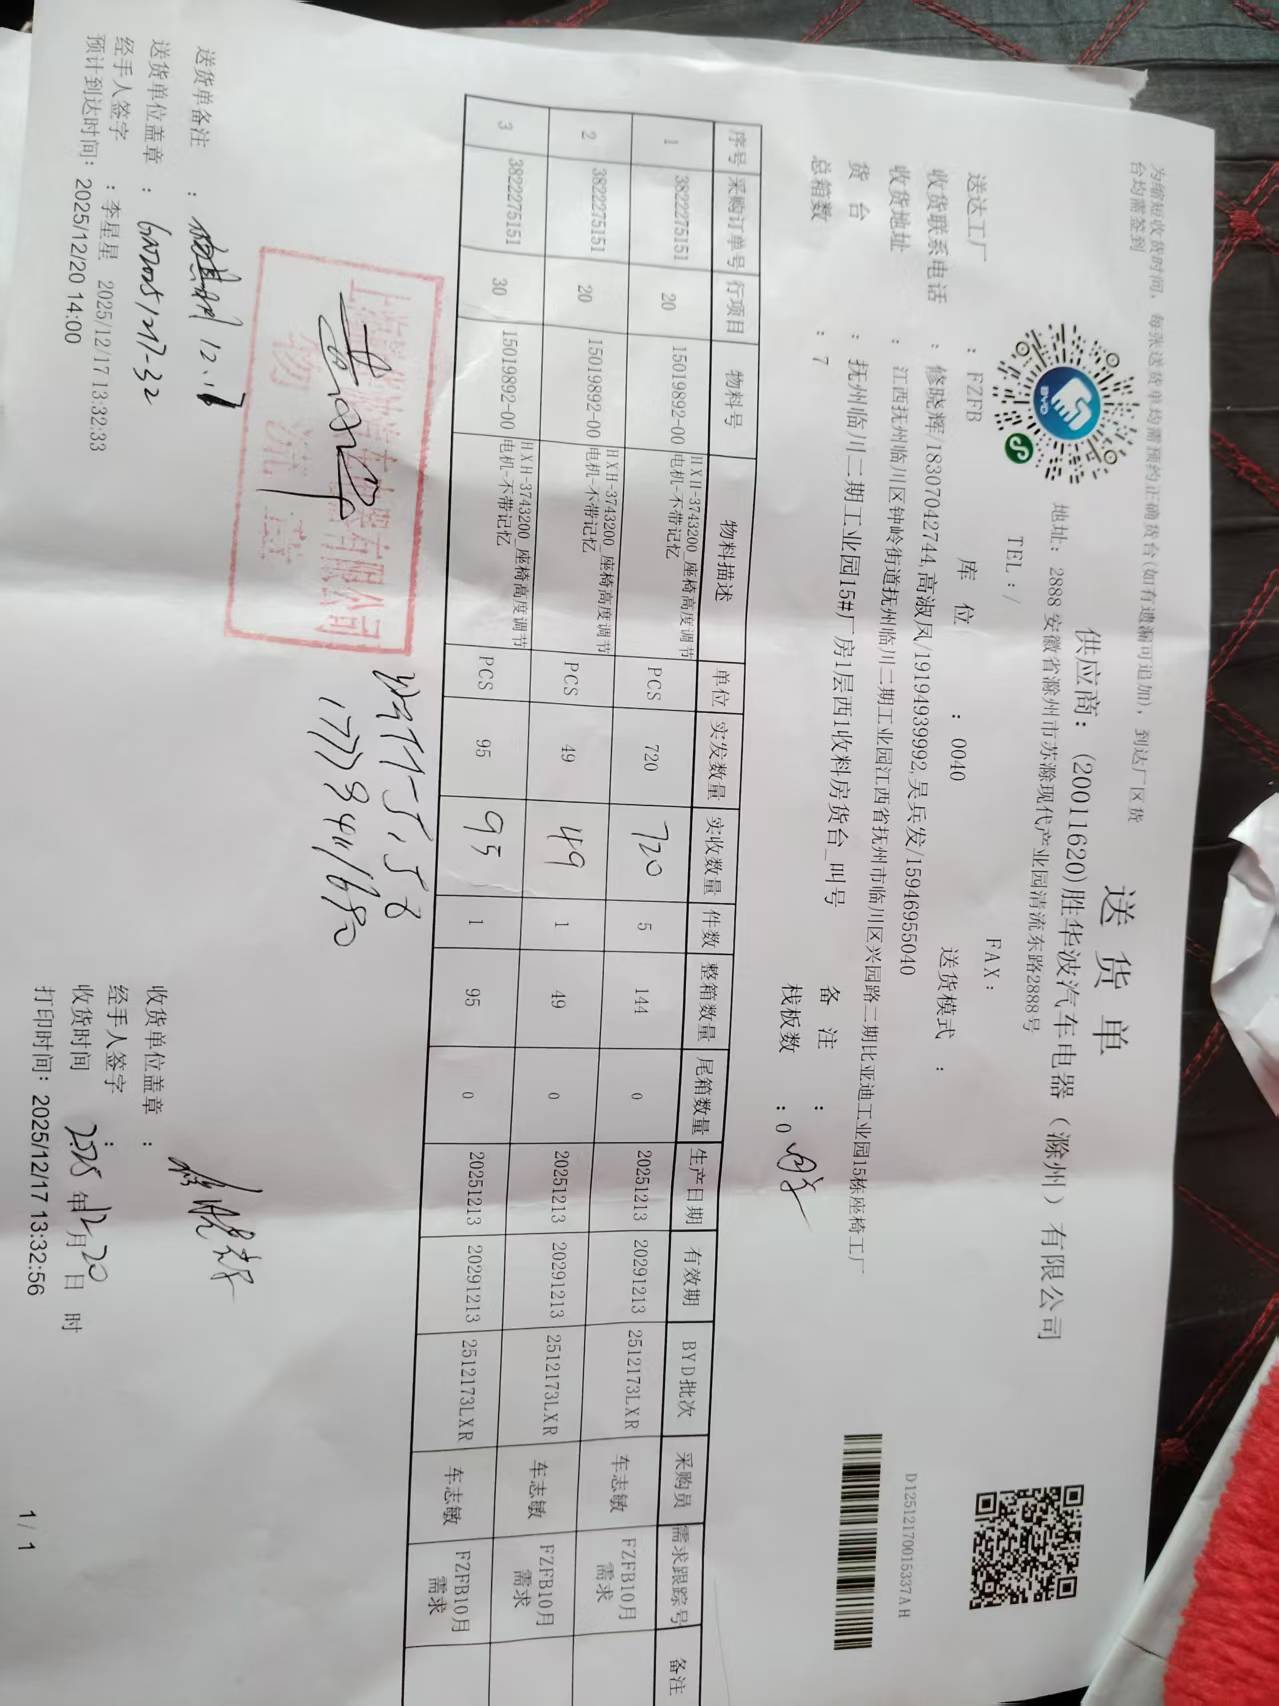 为缩短收货时间，每张送货单均需预约正确货台(如有遗漏可追加)，到达厂区货
台均需签到
送 货 单
BYD
供应商：(20011620)胜华波汽车电器（滁州）有限公司
地址：2888 安徽省滁州市苏滁现代产业园清流东路2888号
TEL：/
FAX：
D12512170015337AH
送达工厂 ：FZFB
库 位 ：0040
送货模式 ：
收货联系电话 ：修晓辉/18307042744,高淑凤/19194939992,吴兵发/15946955040
收货地址 ：江西抚州临川区钟岭街道抚州临川二期工业园江西省抚州市临川区兴园路二期比亚迪工业园15栋座椅工厂
货 台 ：抚州临川二期工业园15#厂房1层西1收料房货台_叫号
备 注 ：
总箱数 ：7
栈板数 ：0
序号 采购订单号 行项目 物料号 物料描述 单位 实发数量 实收数量 件数 整箱数量 尾箱数量 生产日期 有效期 BYD批次 采购员 需求跟踪号 备注
1 3822275151 20 15019892-00 HXH-3743200_座椅高度调节电机-不带记忆 PCS 720 720 5 144 0 20251213 20291213 2512173LXR 车志敏 FZFB10月需求
2 3822275151 20 15019892-00 HXH-3743200_座椅高度调节电机-不带记忆 PCS 49 49 1 49 0 20251213 20291213 2512173LXR 车志敏 FZFB10月需求
3 3822275151 30 15019892-00 HXH-3743200_座椅高度调节电机-不带记忆 PCS 95 95 1 95 0 20251213 20291213 2512173LXR 车志敏 FZFB10月需求
17779411680
送货单备注 ： 12.17
送货单位盖章 ：
收货单位盖章 ：
经手人签字 ：李星星 2025/12/17 13:32:33
经手人签字 ：
预计到达时间：2025/12/20 14:00
收货时间 ：2025年12月20日 时
打印时间：2025/12/17 13:32:56
1 / 1